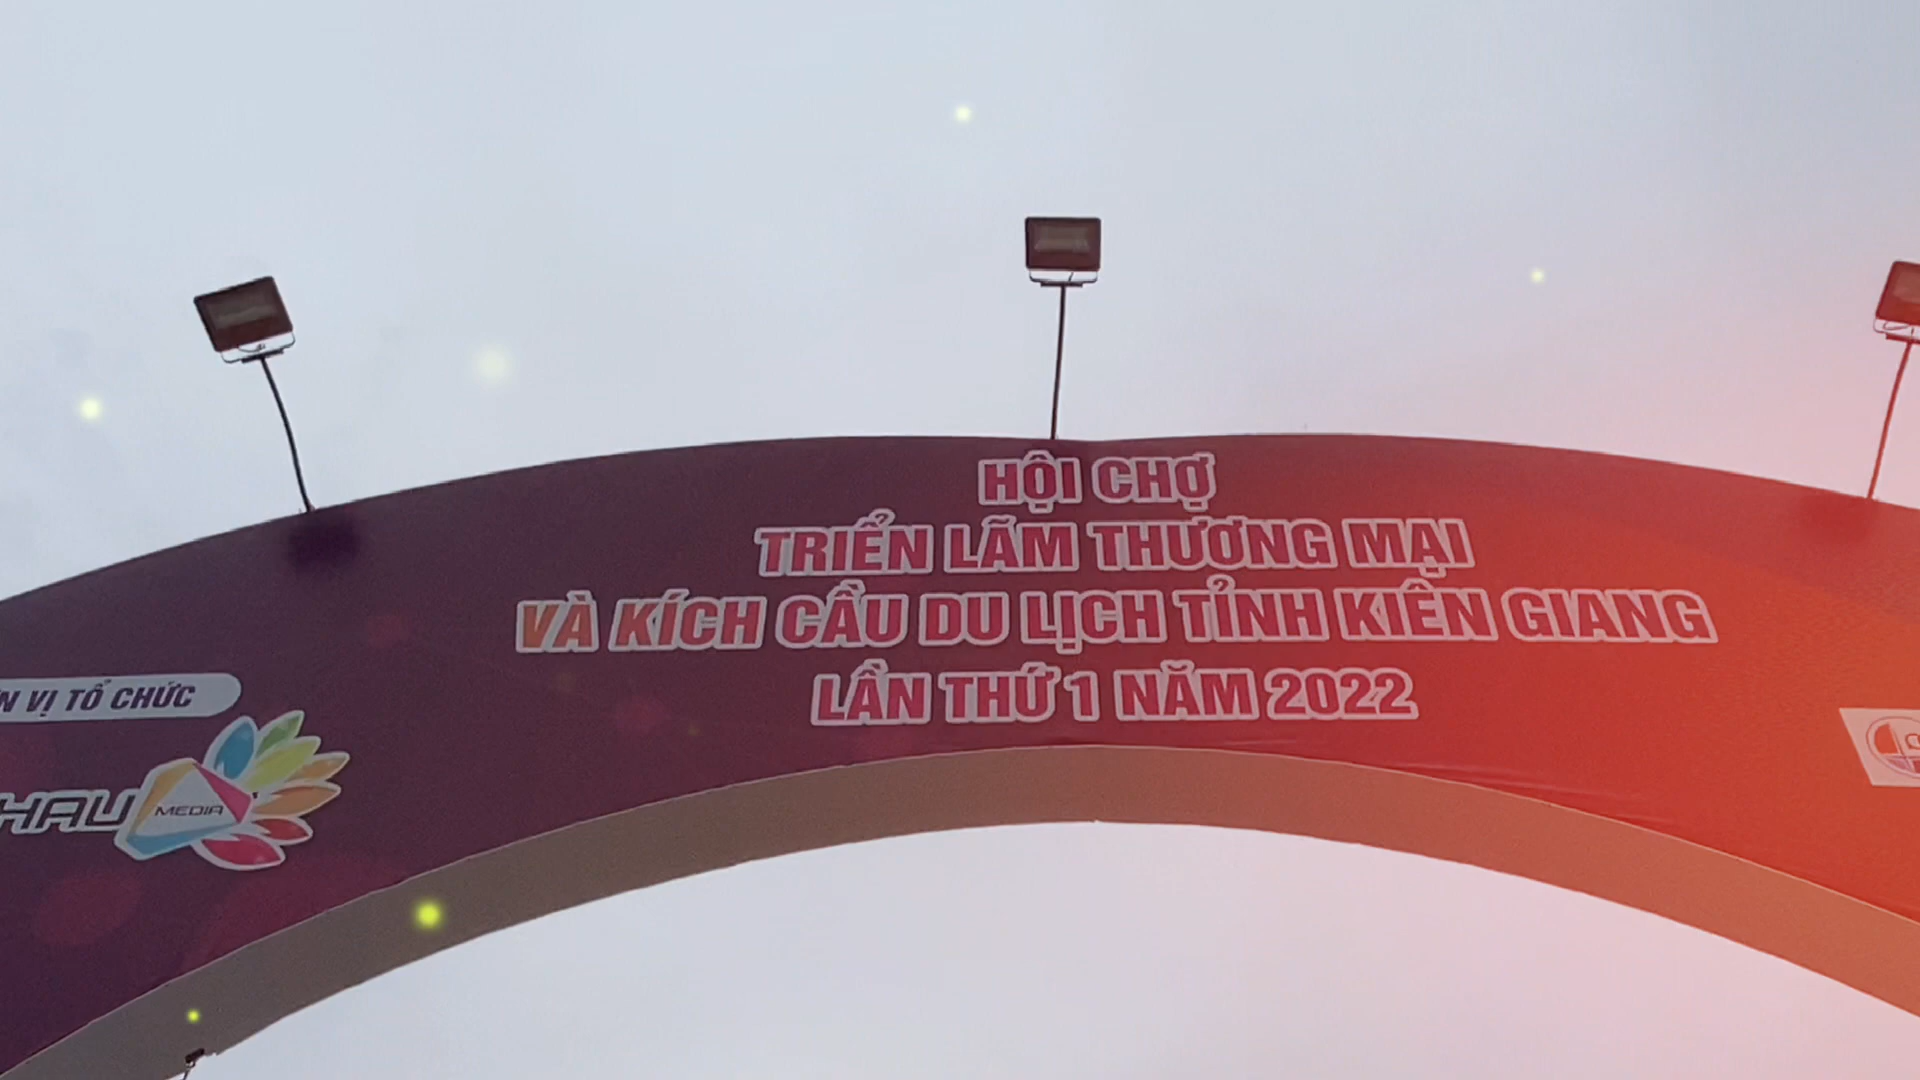 HỘI CHỢ
TRIỂN LÃM THƯƠNG MẠI
VÀ KÍCH CẦU DU LỊCH TỈNH KIÊN GIANG
LẦN THỨ 1 NĂM 2022
VỊ TỔ CHỨC
HAU MEDIA